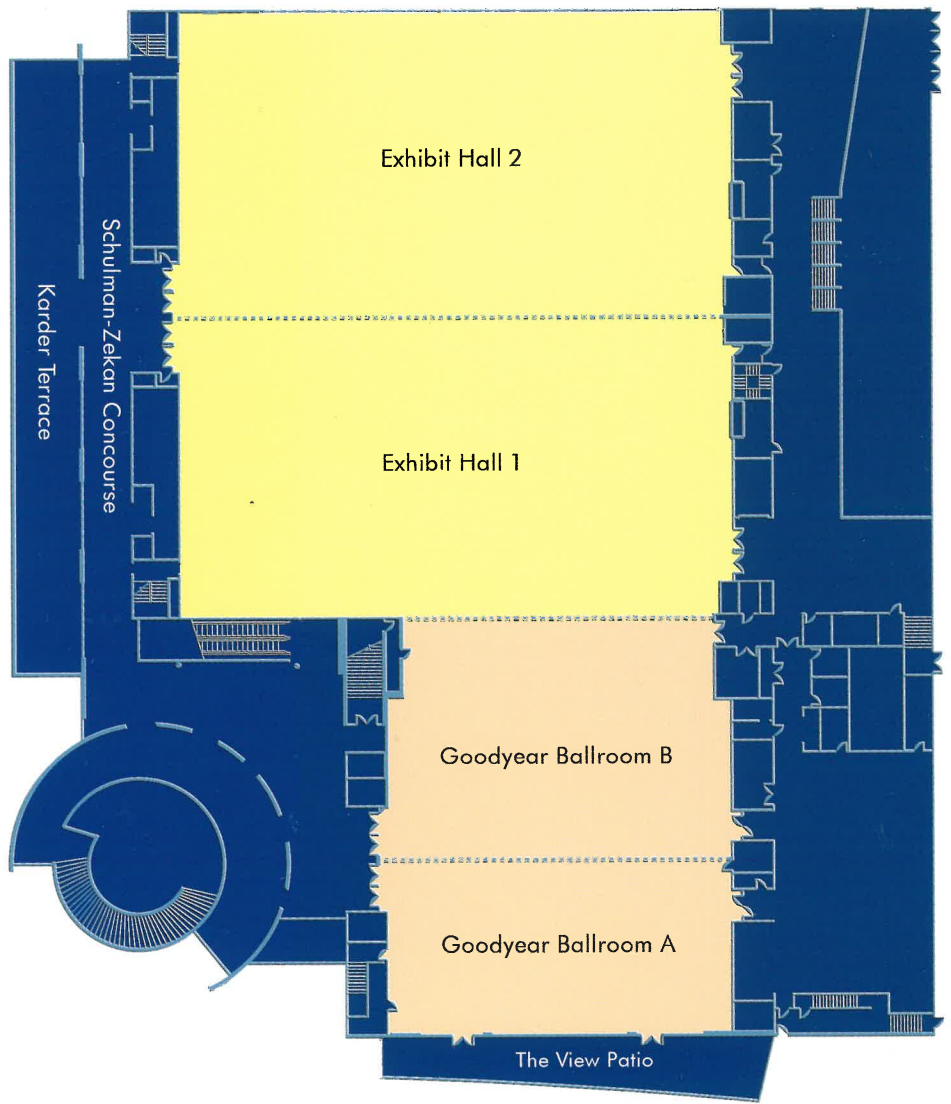 Exhibit Hall 2
Schulman-Zekan Concourse
Karder Terrace
Exhibit Hall 1
Goodyear Ballroom B
Goodyear Ballroom A
The View Patio